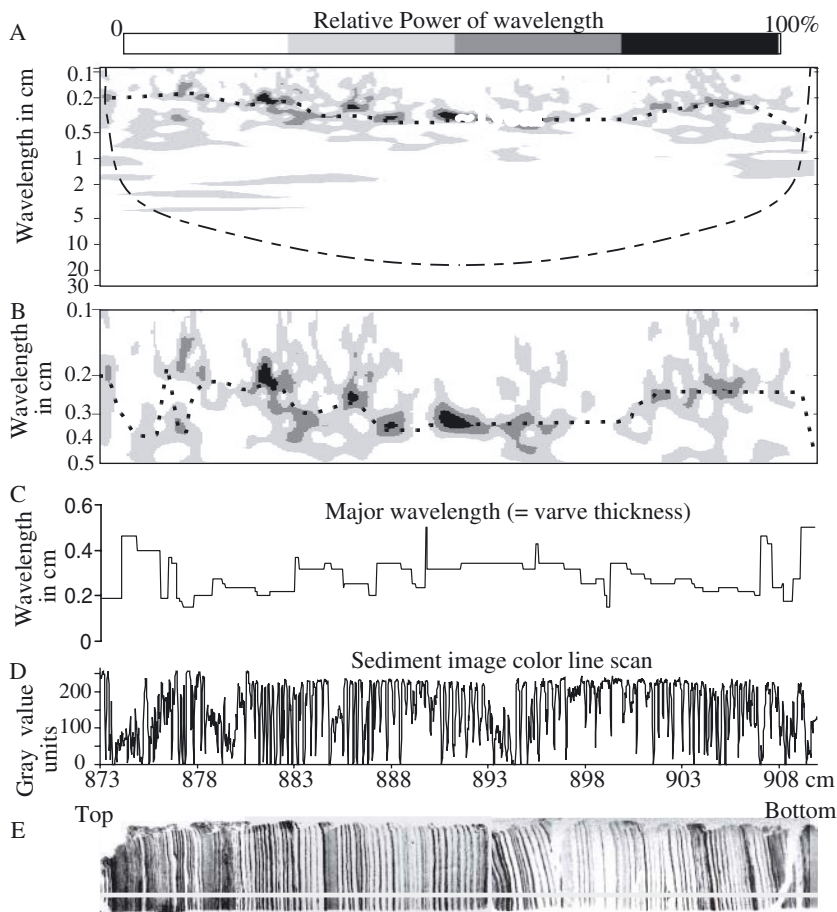 A
Relative Power of wavelength
0
100%
Wavelength in cm
0.1
0.2
0.5
1
2
5
10
20
30
B
Wavelength
in cm
0.1
0.2
0.3
0.4
0.5
C
Major wavelength (= varve thickness)
Wavelength
in cm
0.6
0.4
0.2
0
D
Sediment image color line scan
Gray value
units
200
100
0
873 878 883 888 893 898 903 908 cm
E
Top
Bottom